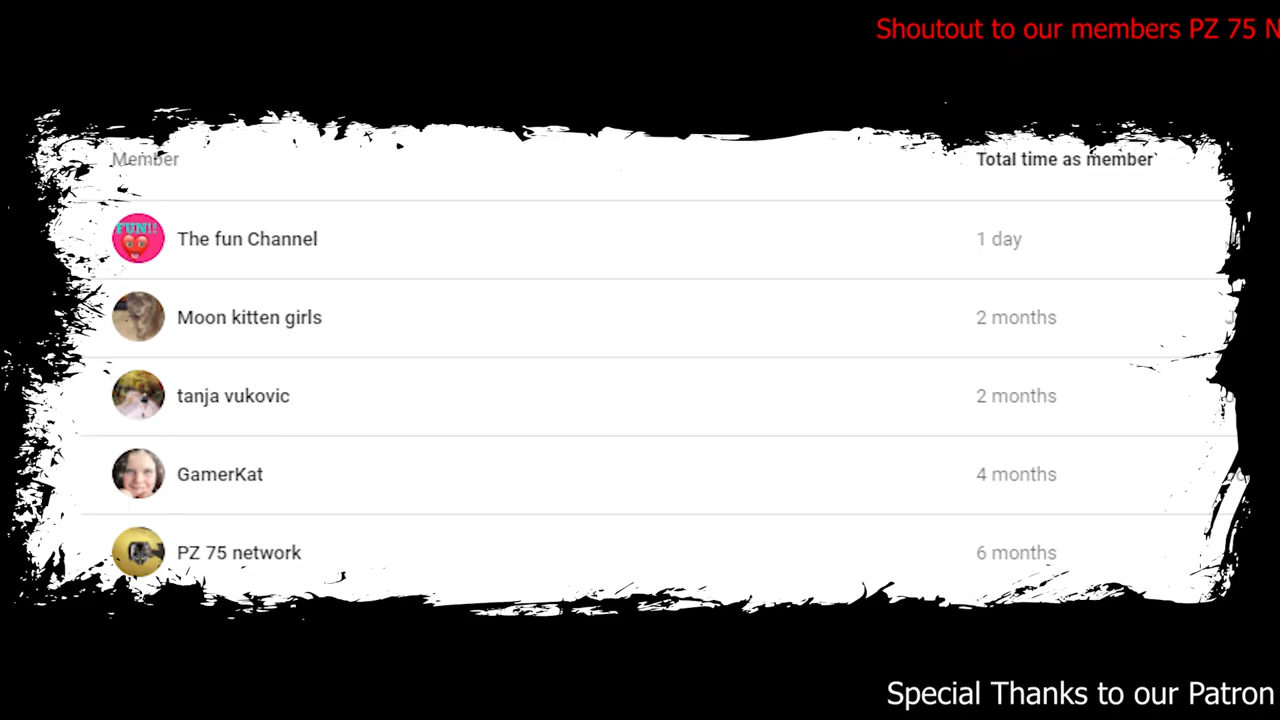 Shoutout to our members PZ 75 N
Member Total time as member
FUN!!
The fun Channel 1 day
Moon kitten girls 2 months
tanja vukovic 2 months
GamerKat 4 months
PZ 75 network 6 months
Special Thanks to our Patron